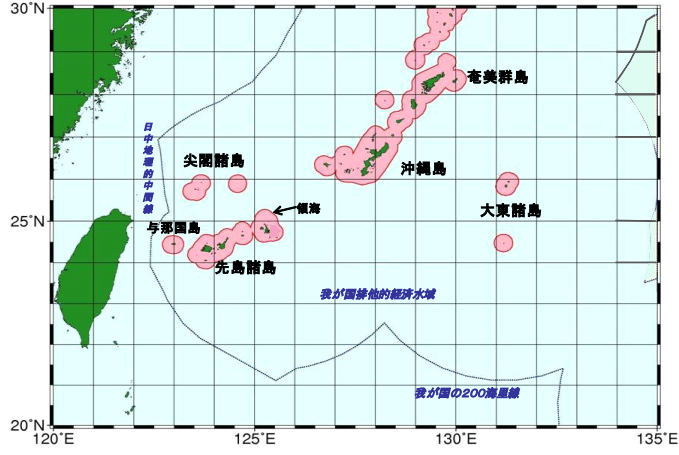 30°N
奄美群島
日中地理的中間線
尖閣諸島
沖縄島
領海
大東諸島
25°N
与那国島
先島諸島
我が国排他的経済水域
我が国の200海里線
20°N
120°E
125°E
130°E
135°E